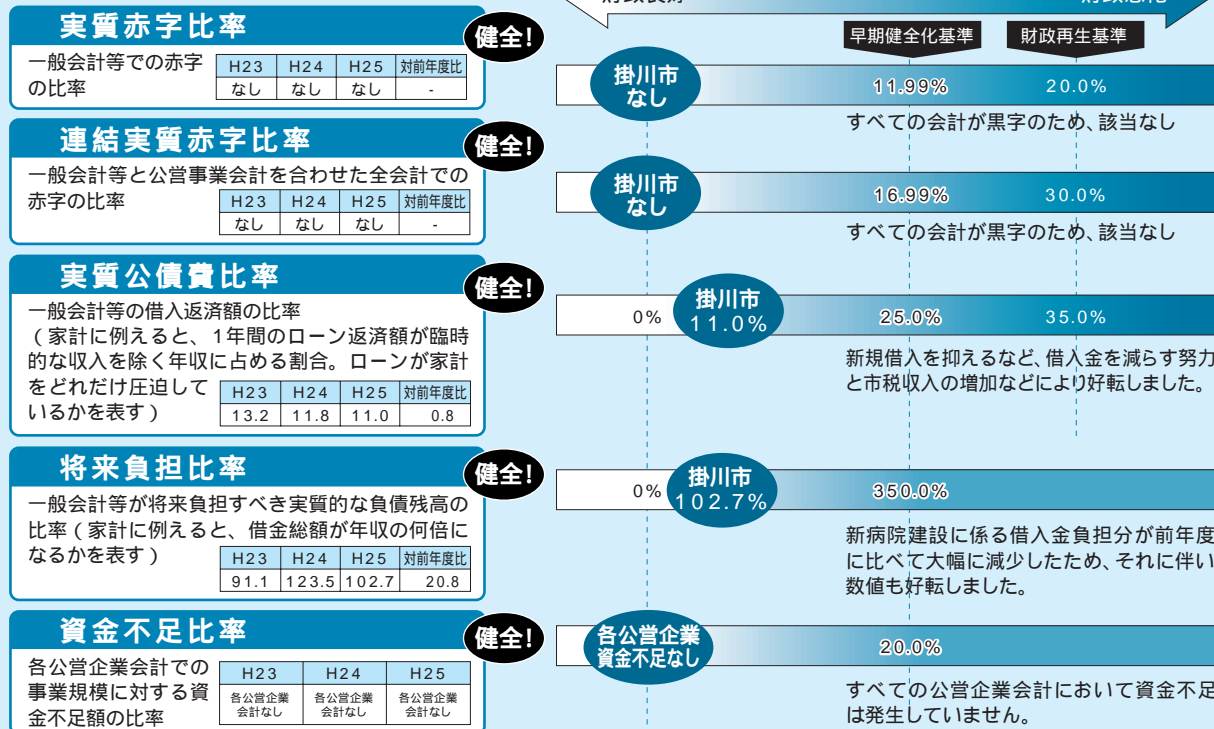 実質赤字比率
健全!
一般会計等での赤字
の比率
H23 H24 H25 対前年度比
なし なし なし -
早期健全化基準 財政再生基準
掛川市
なし
11.99% 20.0%
すべての会計が黒字のため、該当なし
連結実質赤字比率
健全!
一般会計等と公営事業会計を合わせた全会計での
赤字の比率
H23 H24 H25 対前年度比
なし なし なし -
掛川市
なし
16.99% 30.0%
すべての会計が黒字のため、該当なし
実質公債費比率
健全!
一般会計等の借入返済額の比率
(家計に例えると、1年間のローン返済額が臨時
的な収入を除く年収に占める割合。ローンが家計
をどれだけ圧迫して
いるかを表す)
H23 H24 H25 対前年度比
13.2 11.8 11.0 0.8
0%
掛川市
11.0%
25.0% 35.0%
新規借入を抑えるなど、借入金を減らす努力
と市税収入の増加などにより好転しました。
将来負担比率
健全!
一般会計等が将来負担すべき実質的な負債残高の
比率(家計に例えると、借金総額が年収の何倍に
なるかを表す)
H23 H24 H25 対前年度比
91.1 123.5 102.7 20.8
0%
掛川市
102.7%
350.0%
新病院建設に係る借入金負担分が前年度
に比べて大幅に減少したため、それに伴い
数値も好転しました。
資金不足比率
健全!
各公営企業会計での
事業規模に対する資
金不足額の比率
H23 H24 H25
各公営企業 各公営企業 各公営企業
会計なし 会計なし 会計なし
各公営企業
資金不足なし
20.0%
すべての公営企業会計において資金不足
は発生していません。